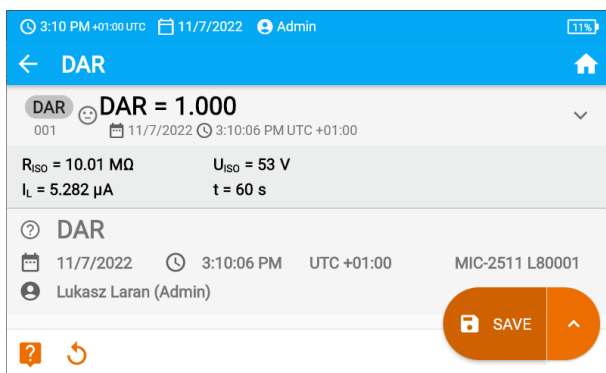 3:10 PM +01:00 UTC 11/7/2022 Admin 11%
DAR
DAR DAR = 1.000
001 11/7/2022 3:10:06 PM UTC +01:00
RISO = 10.01 MΩ UISO = 53 V
IL = 5.282 µA t = 60 s
DAR
11/7/2022 3:10:06 PM UTC +01:00 MIC-2511 L80001
Lukasz Laran (Admin)
SAVE